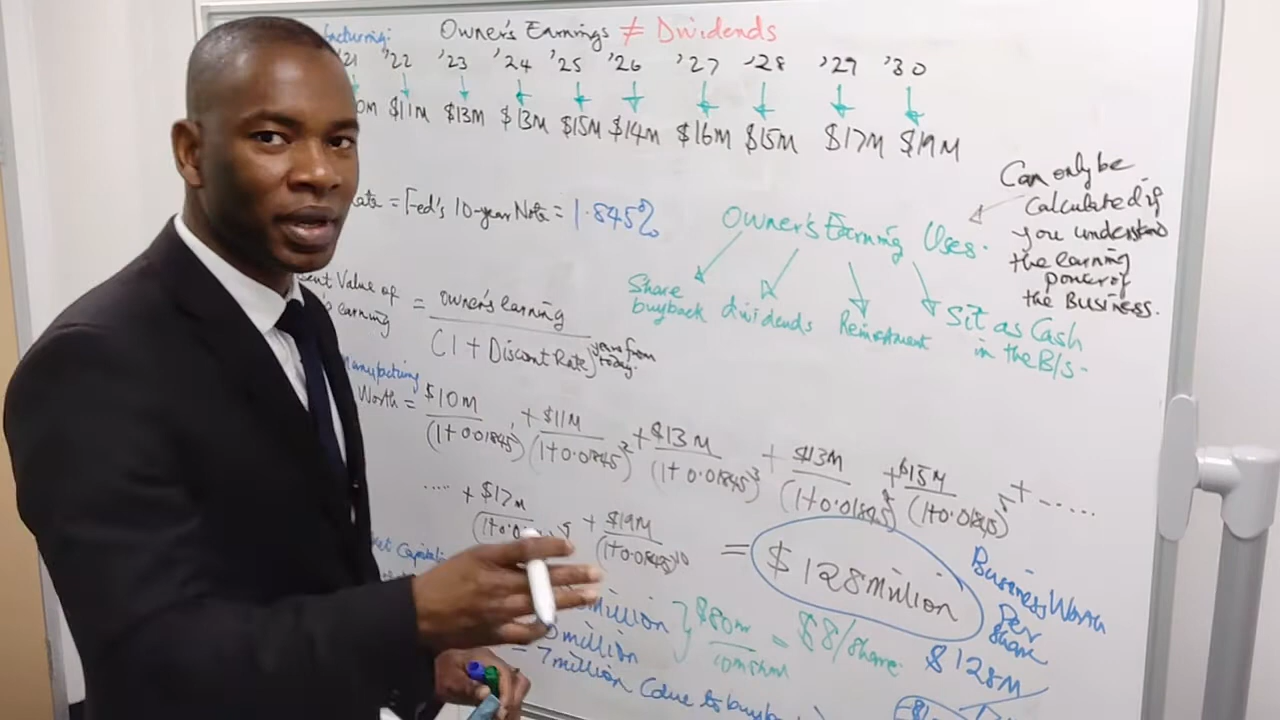 Owner's Earnings ≠ Dividends
'21 '22 '23 '24 '25 '26 '27 '28 '29 '30
$11M $13M $13M $15M $14M $16M $15M $17M $19M
= Fed's 10-year Note = 1.845%
Can only be
Calculated if
you understand
the earning
power of
the Business.
Owner's Earning Uses.
Share
buyback
dividends
Reinvestment
Sit as Cash
in the B/s.
Value of
earning
= owner's earning
(1 + Discount Rate) years from
today.
Manufacturing
Worth = $10M + $11M + $13M + $13M + $15M + .....
(1+0.01845) (1+0.01845)² (1+0.01845)³ (1+0.01845)⁴ (1+0.01845)⁵
..... + $17M + $19M = $128 million
(1+0.01845)10
Business Worth
Per
Share
$128M
million } $80M = $8/share.
million
- 7 million